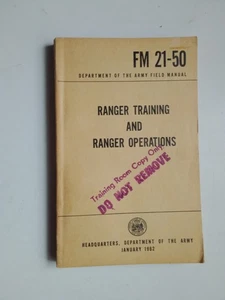 FM 21-50
DEPARTMENT OF THE ARMY FIELD MANUAL
RANGER TRAINING
AND
RANGER OPERATIONS
Training Room Copy Only
DO NOT REMOVE
HEADQUARTERS, DEPARTMENT OF THE ARMY
JANUARY 1962